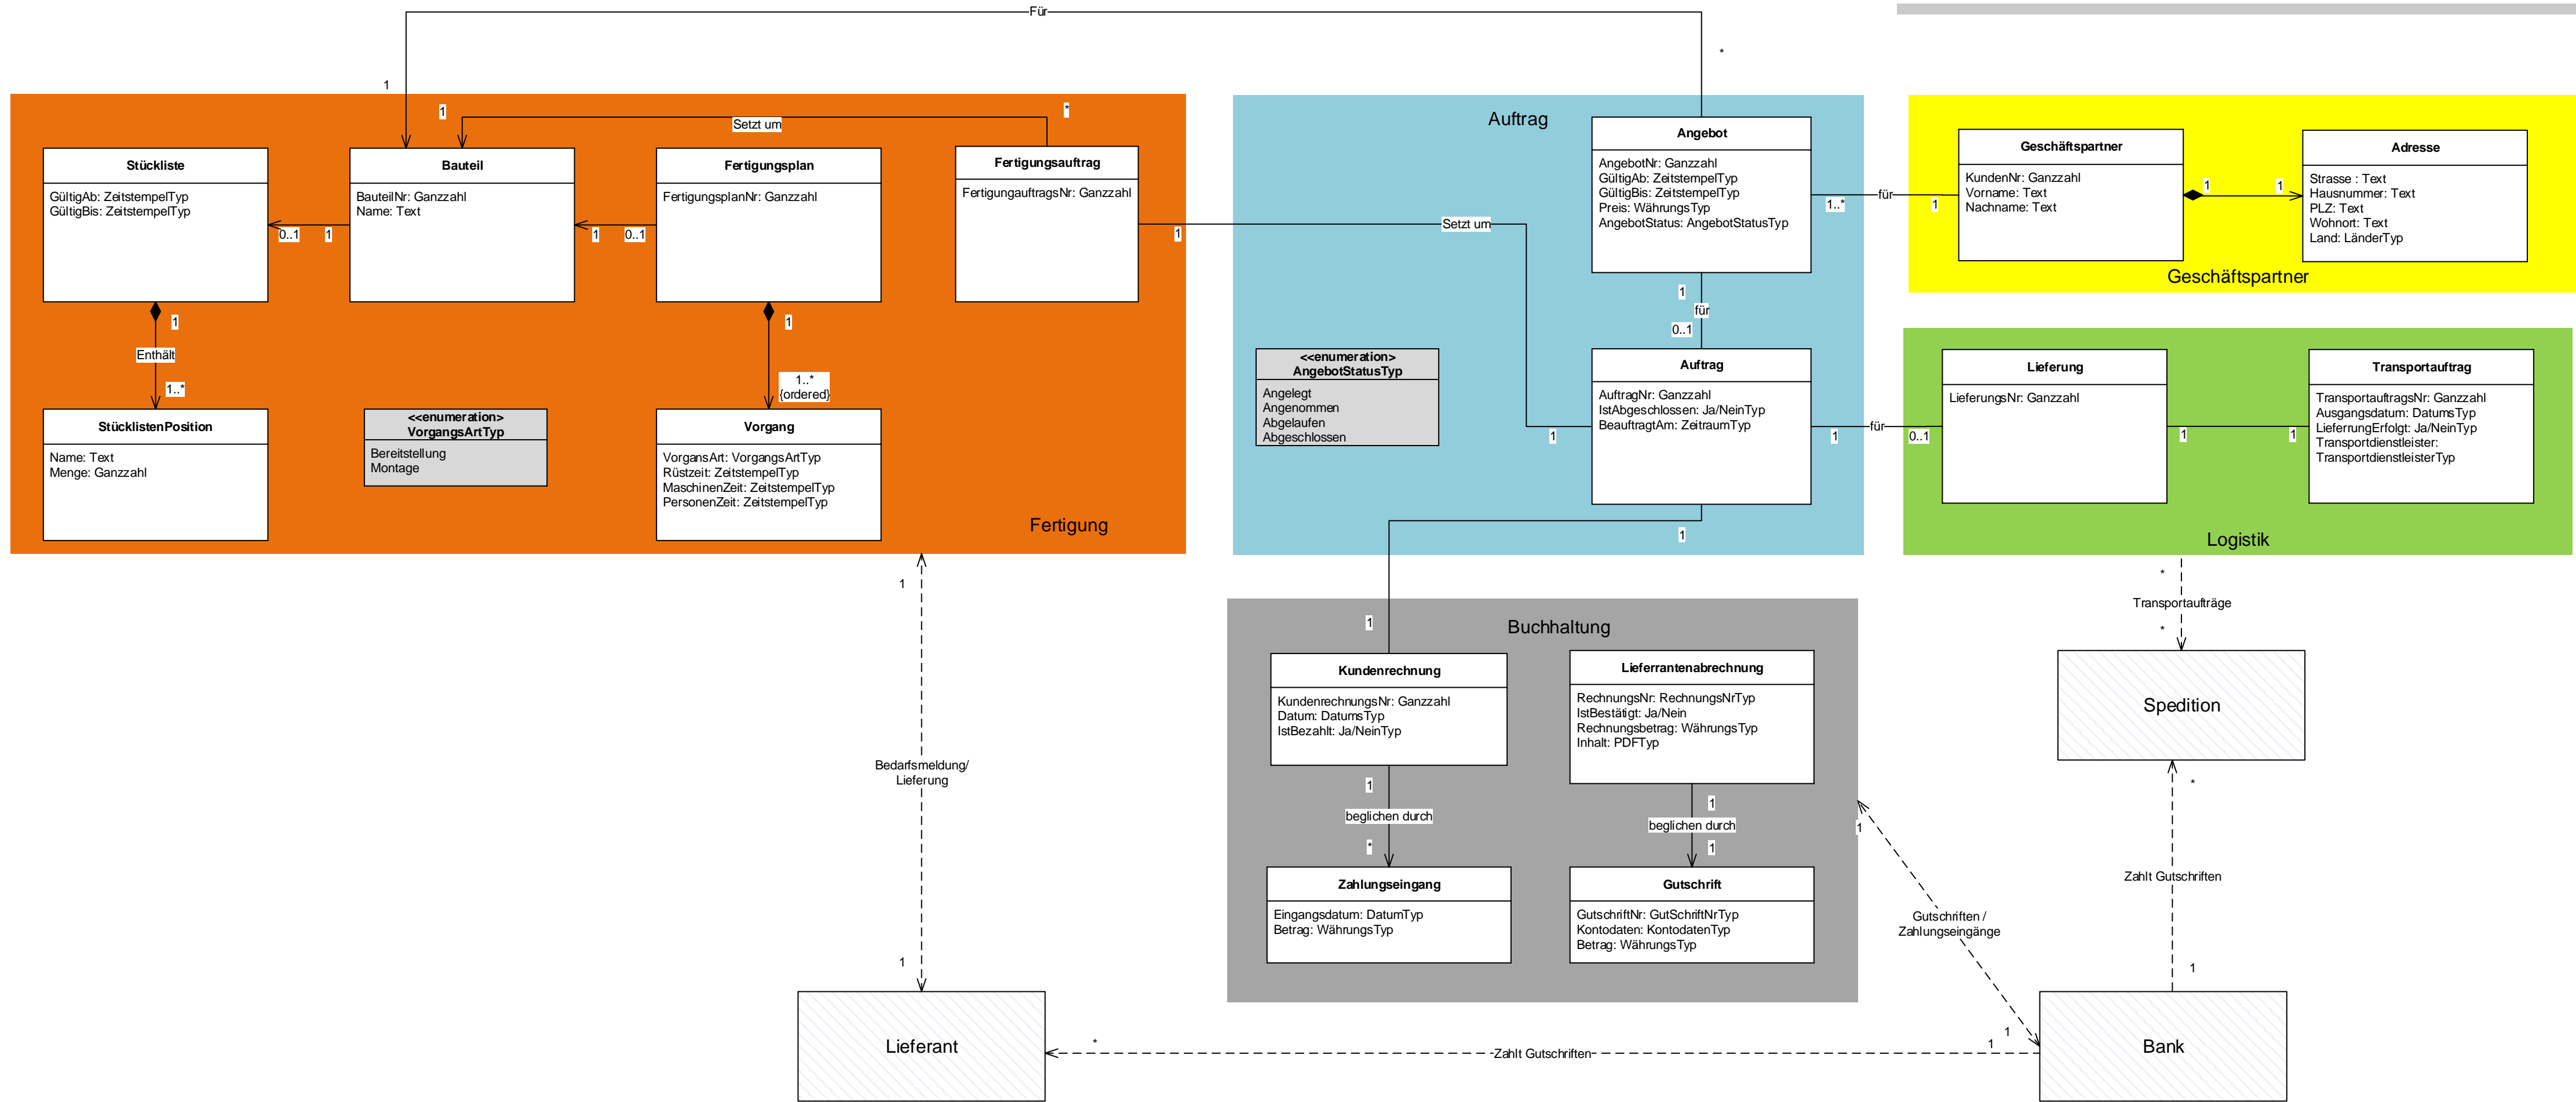 Für
*
1
1
*
Setzt um
Stückliste
GültigAb: ZeitstempelTyp
GültigBis: ZeitstempelTyp
Bauteil
BauteilNr: Ganzzahl
Name: Text
Fertigungsplan
FertigungsplanNr: Ganzzahl
Fertigungsauftrag
FertigungauftragsNr: Ganzzahl
0..1
1
1
0..1
1
Enthält
1..*
1
1..*
{ordered}
StücklistenPosition
Name: Text
Menge: Ganzzahl
<<enumeration>
VorgangsArtTyp
Bereitstellung
Montage
Vorgang
VorgansArt: VorgangsArtTyp
Rüstzeit: ZeitstempelTyp
MaschinenZeit: ZeitstempelTyp
PersonenZeit: ZeitstempelTyp
Fertigung
1
Setzt um
1
Auftrag
Angebot
AngebotNr: Ganzzahl
GültigAb: ZeitstempelTyp
GültigBis: ZeitstempelTyp
Preis: WährungsTyp
AngebotStatus: AngebotStatusTyp
1..*
für
1
1
für
0..1
<<enumeration>
AngebotStatusTyp
Angelegt
Angenommen
Abgelaufen
Abgeschlossen
Auftrag
AuftragNr: Ganzzahl
IstAbgeschlossen: Ja/NeinTyp
BeauftragtAm: ZeitraumTyp
1
für
0..1
1
1
Geschäftspartner
KundenNr: Ganzzahl
Vorname: Text
Nachname: Text
1
1
Adresse
Strasse : Text
Hausnummer: Text
PLZ: Text
Wohnort: Text
Land: LänderTyp
Geschäftspartner
Lieferung
LieferungsNr: Ganzzahl
1
1
Transportauftrag
TransportauftragsNr: Ganzzahl
Ausgangsdatum: DatumsTyp
LieferungErfolgt: Ja/NeinTyp
Transportdienstleister:
TransportdienstleisterTyp
Logistik
*
Transportaufträge
*
Spedition
*
Zahlt Gutschriften
1
Buchhaltung
Kundenrechnung
KundenrechnungsNr: Ganzzahl
Datum: DatumsTyp
IstBezahlt: Ja/NeinTyp
Lieferrantenabrechnung
RechnungsNr: RechnungsNrTyp
IstBestätigt: Ja/Nein
Rechnungsbetrag: WährungsTyp
Inhalt: PDFTyp
1
beglichen durch
*
1
beglichen durch
1
Zahlungseingang
Eingangsdatum: DatumTyp
Betrag: WährungsTyp
Gutschrift
GutschriftNr: GutSchriftNrTyp
Kontodaten: KontodatenTyp
Betrag: WährungsTyp
1
Gutschriften /
Zahlungseingänge
1
1
Bedarfsmeldung/
Lieferung
1
Lieferant
*
Zahlt Gutschriften
1
Bank